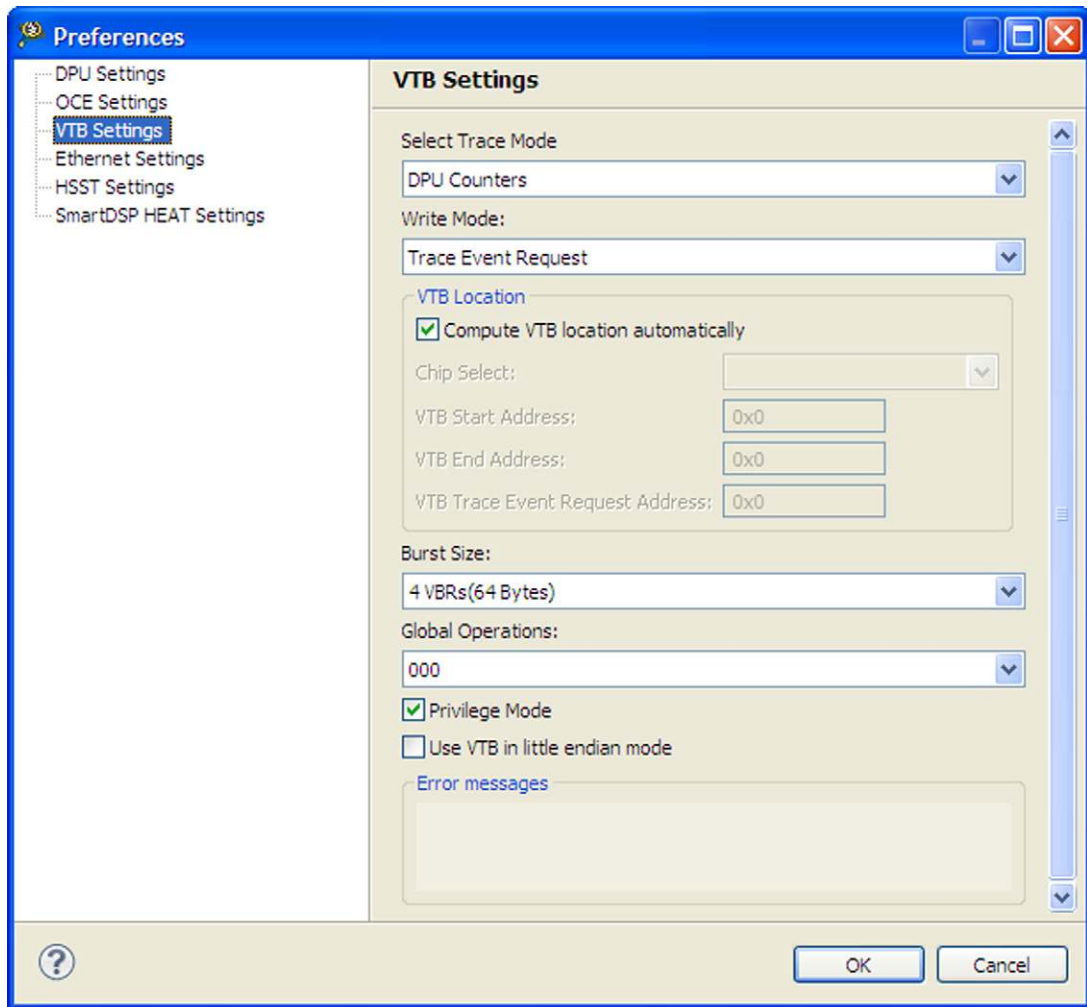 Preferences
DPU Settings
OCE Settings
VTB Settings
Ethernet Settings
HSST Settings
SmartDSP HEAT Settings
VTB Settings
Select Trace Mode
DPU Counters
Write Mode:
Trace Event Request
VTB Location
Compute VTB location automatically
Chip Select:
VTB Start Address: 0x0
VTB End Address: 0x0
VTB Trace Event Request Address: 0x0
Burst Size:
4 VBRs(64 Bytes)
Global Operations:
000
Privilege Mode
Use VTB in little endian mode
Error messages
?
OK Cancel